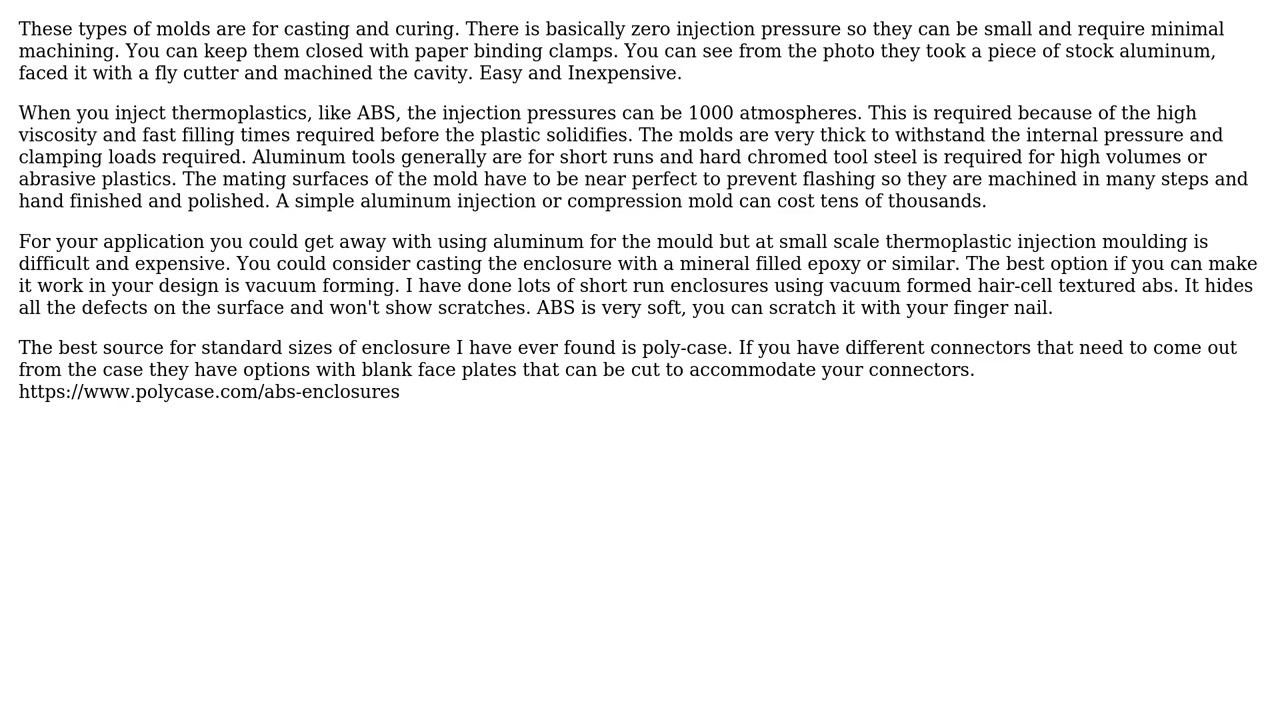 These types of molds are for casting and curing. There is basically zero injection pressure so they can be small and require minimal
machining. You can keep them closed with paper binding clamps. You can see from the photo they took a piece of stock aluminum,
faced it with a fly cutter and machined the cavity. Easy and Inexpensive.
When you inject thermoplastics, like ABS, the injection pressures can be 1000 atmospheres. This is required because of the high
viscosity and fast filling times required before the plastic solidifies. The molds are very thick to withstand the internal pressure and
clamping loads required. Aluminum tools generally are for short runs and hard chromed tool steel is required for high volumes or
abrasive plastics. The mating surfaces of the mold have to be near perfect to prevent flashing so they are machined in many steps and
hand finished and polished. A simple aluminum injection or compression mold can cost tens of thousands.
For your application you could get away with using aluminum for the mould but at small scale thermoplastic injection moulding is
difficult and expensive. You could consider casting the enclosure with a mineral filled epoxy or similar. The best option if you can make
it work in your design is vacuum forming. I have done lots of short run enclosures using vacuum formed hair-cell textured abs. It hides
all the defects on the surface and won't show scratches. ABS is very soft, you can scratch it with your finger nail.
The best source for standard sizes of enclosure I have ever found is poly-case. If you have different connectors that need to come out
from the case they have options with blank face plates that can be cut to accommodate your connectors.
https://www.polycase.com/abs-enclosures